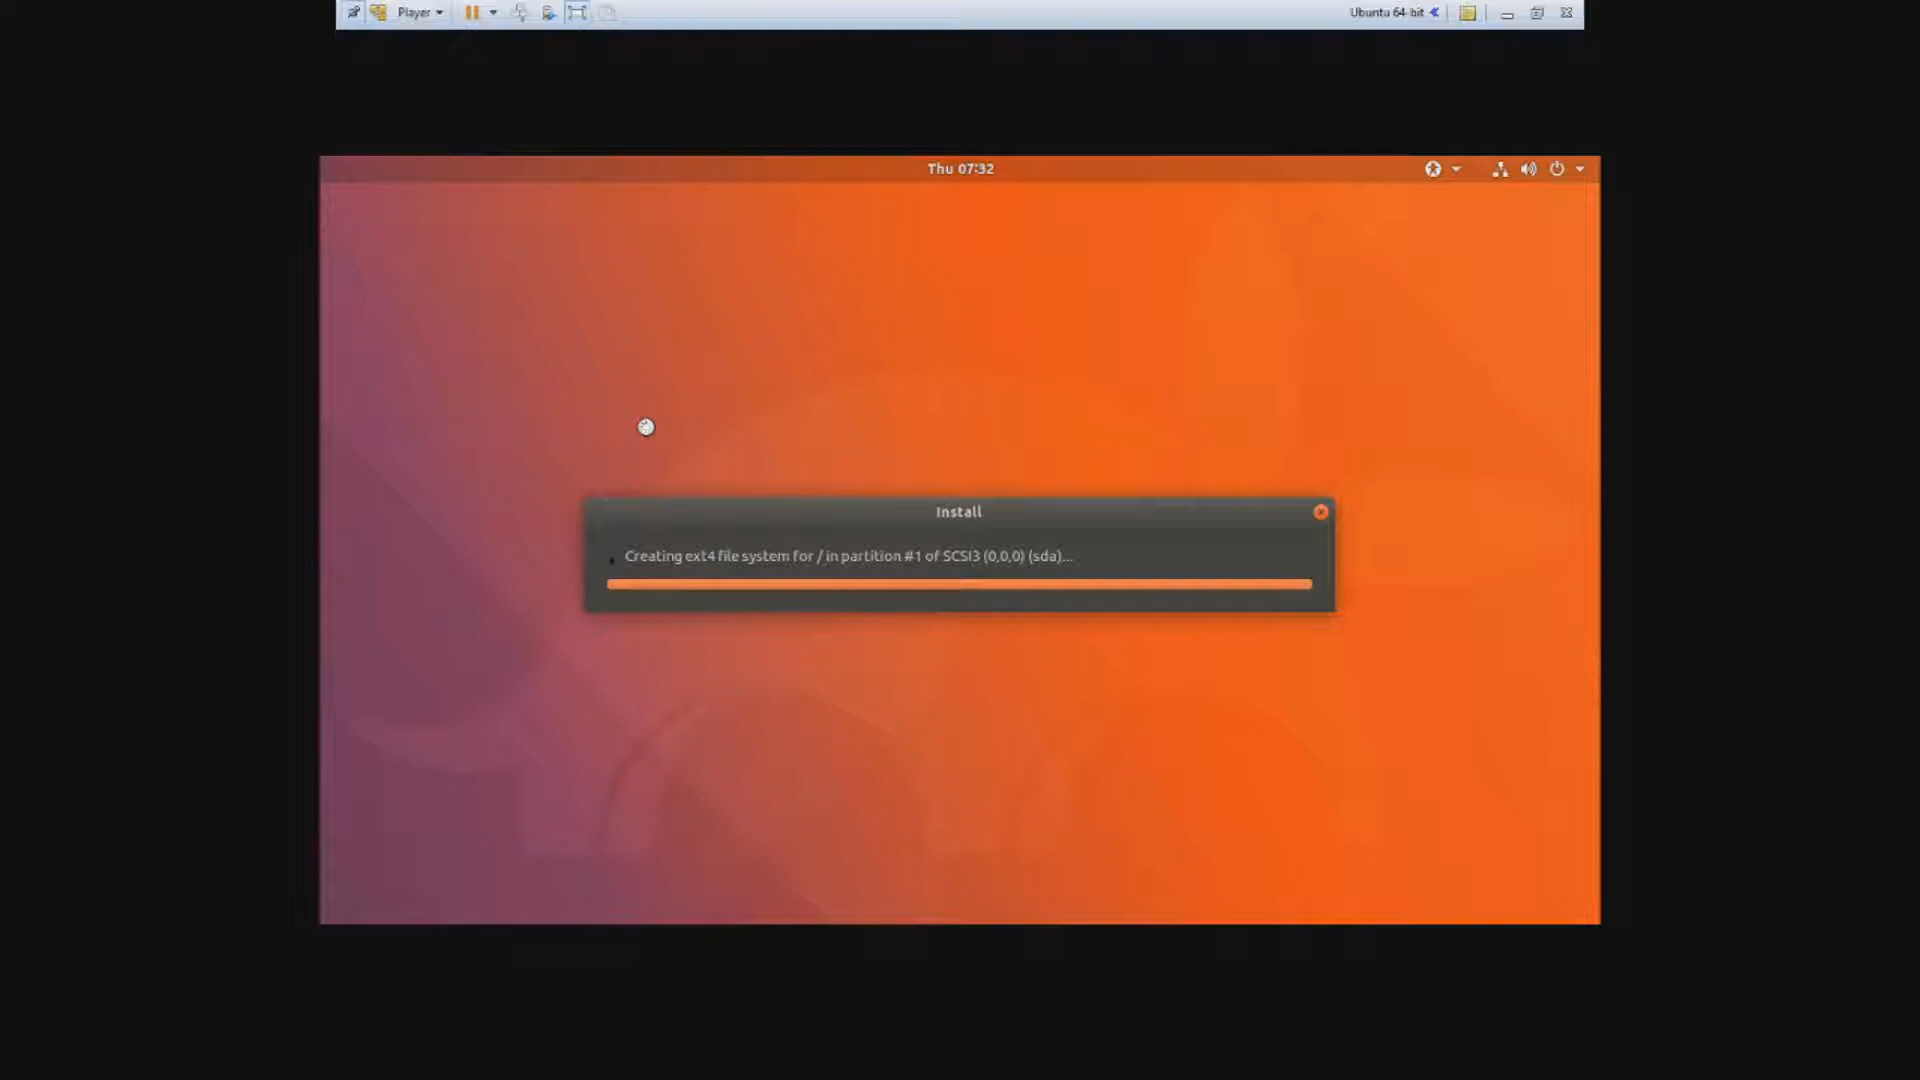 Player
Ubuntu 64-bit
Thu 07:32
Install
Creating ext4 file system for / in partition #1 of SCSI3 (0,0,0) (sda)...